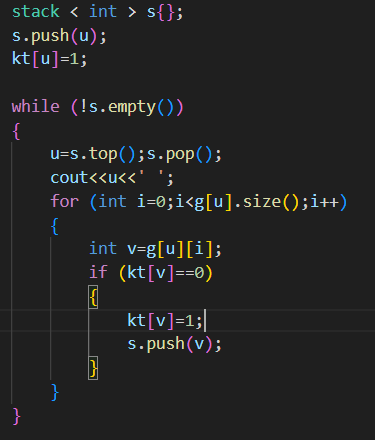 stack < int > s{};
s.push(u);
kt[u]=1;
while (!s.empty())
{
u=s.top();s.pop();
cout<<u<<' ';
for (int i=0;i<g[u].size();i++)
{
int v=g[u][i];
if (kt[v]==0)
{
kt[v]=1;
s.push(v);
}
}
}